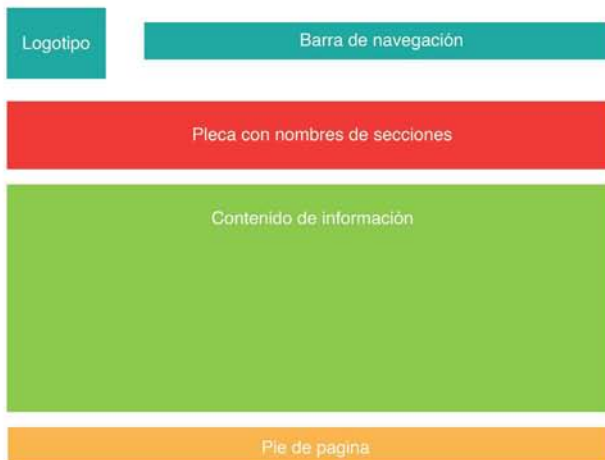 Logotipo
Barra de navegación
Pleca con nombres de secciones
Contenido de información
Pie de pagina